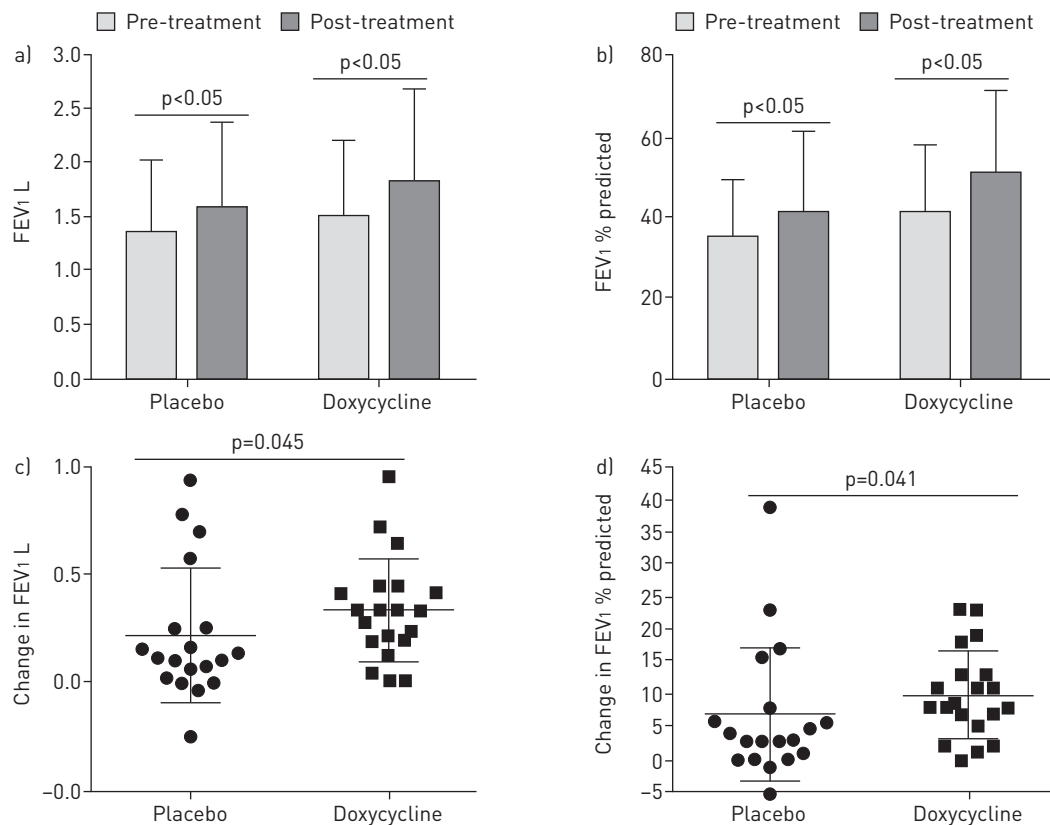 Pre-treatment Post-treatment
a)
3.0
2.5
2.0
1.5
1.0
0.5
0.0
FEV1 L
p<0.05
p<0.05
Placebo Doxycycline
Pre-treatment Post-treatment
b)
80
60
40
20
0
FEV1 % predicted
p<0.05
p<0.05
Placebo Doxycycline
c)
1.0
0.5
0.0
–0.0
Change in FEV1 L
p=0.045
Placebo Doxycycline
d)
45
40
35
30
25
20
15
10
5
0
–5
Change in FEV1 % predicted
p=0.041
Placebo Doxycycline